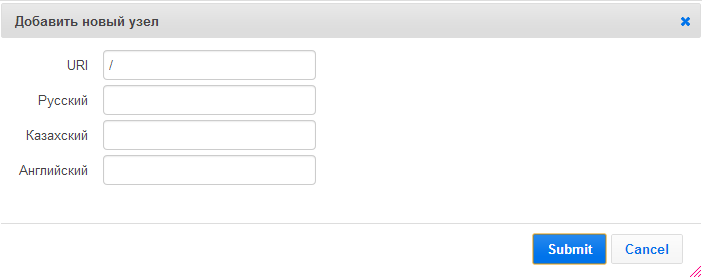 Добавить новый узел
URI /
Русский
Казахский
Английский
Submit Cancel